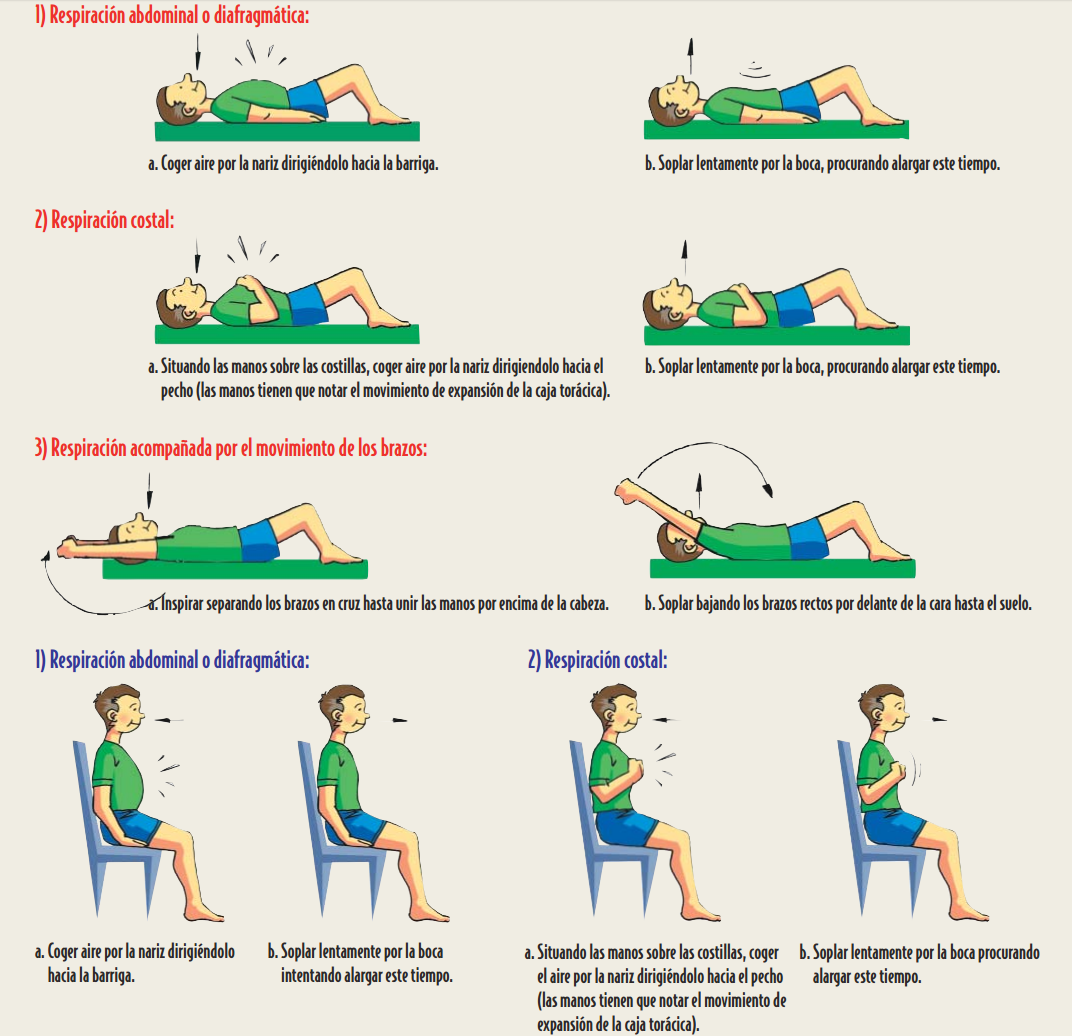 1) Respiración abdominal o diafragmática:
a. Coger aire por la nariz dirigiéndolo hacia la barriga.
b. Soplar lentamente por la boca, procurando alargar este tiempo.
2) Respiración costal:
a. Situando las manos sobre las costillas, coger aire por la nariz dirigiendolo hacia el
pecho (las manos tienen que notar el movimiento de expansión de la caja torácica).
b. Soplar lentamente por la boca, procurando alargar este tiempo.
3) Respiración acompañada por el movimiento de los brazos:
a. Inspirar separando los brazos en cruz hasta unir las manos por encima de la cabeza.
b. Soplar bajando los brazos rectos por delante de la cara hasta el suelo.
1) Respiración abdominal o diafragmática:
a. Coger aire por la nariz dirigiéndolo
hacia la barriga.
b. Soplar lentamente por la boca
intentando alargar este tiempo.
2) Respiración costal:
a. Situando las manos sobre las costillas, coger
el aire por la nariz dirigiéndolo hacia el pecho
(las manos tienen que notar el movimiento de
expansión de la caja torácica).
b. Soplar lentamente por la boca procurando
alargar este tiempo.